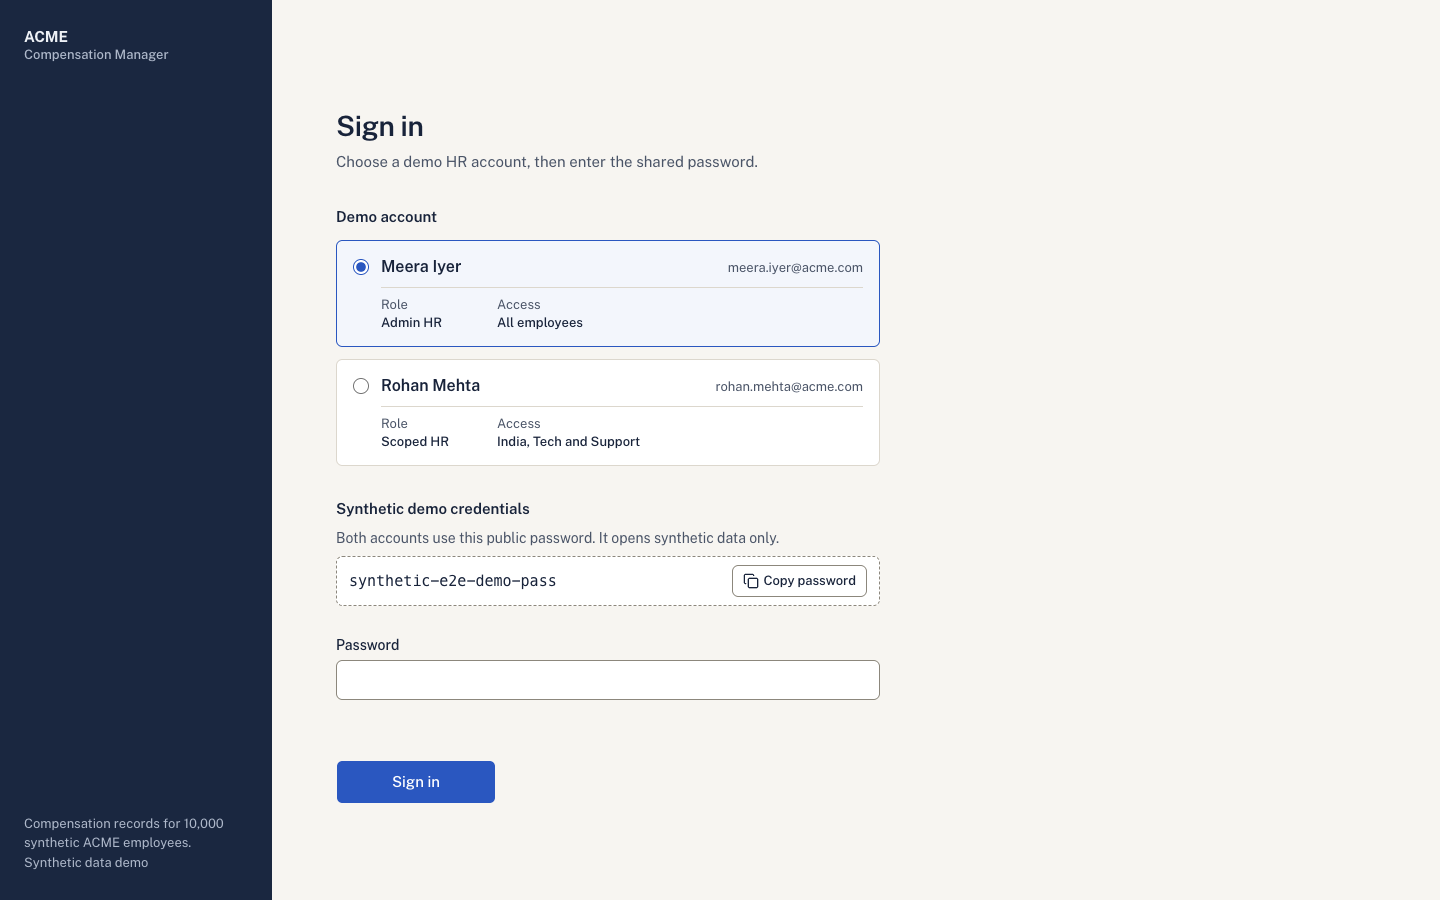 ACME
Compensation Manager
Sign in
Choose a demo HR account, then enter the shared password.
Demo account
Meera Iyer
meera.iyer@acme.com
Role
Access
Admin HR
All employees
Rohan Mehta
rohan.mehta@acme.com
Role
Access
Scoped HR
India, Tech and Support
Synthetic demo credentials
Both accounts use this public password. It opens synthetic data only.
synthetic-e2e-demo-pass
Copy password
Password
Sign in
Compensation records for 10,000
synthetic ACME employees.
Synthetic data demo